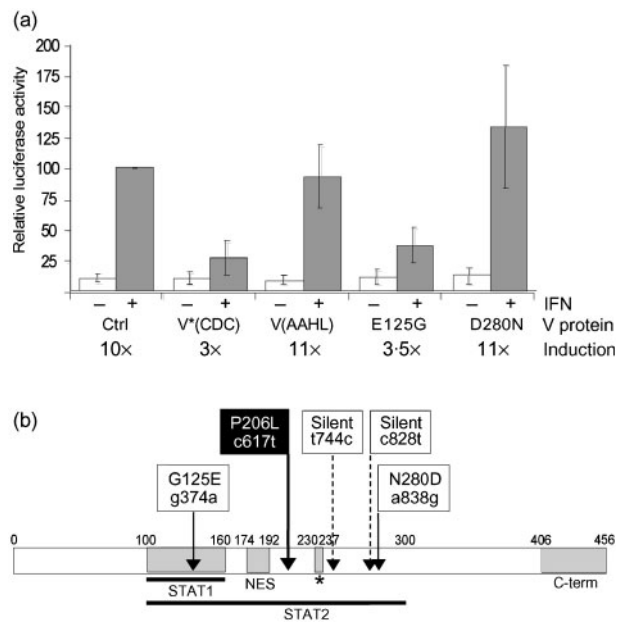 (a)
Relative luciferase activity
200
175
150
125
100
75
50
25
– + – + – + – + – + IFN
Ctrl V*(CDC) V(AAHL) E125G D280N V protein
10× 3× 11× 3·5× 11× Induction
(b)
P206L
c617t
Silent
t744c
Silent
c828t
G125E
g374a
N280D
a838g
0 100 160 174 192 230 237 300 406 456
*
STAT1 NES C-term
STAT2